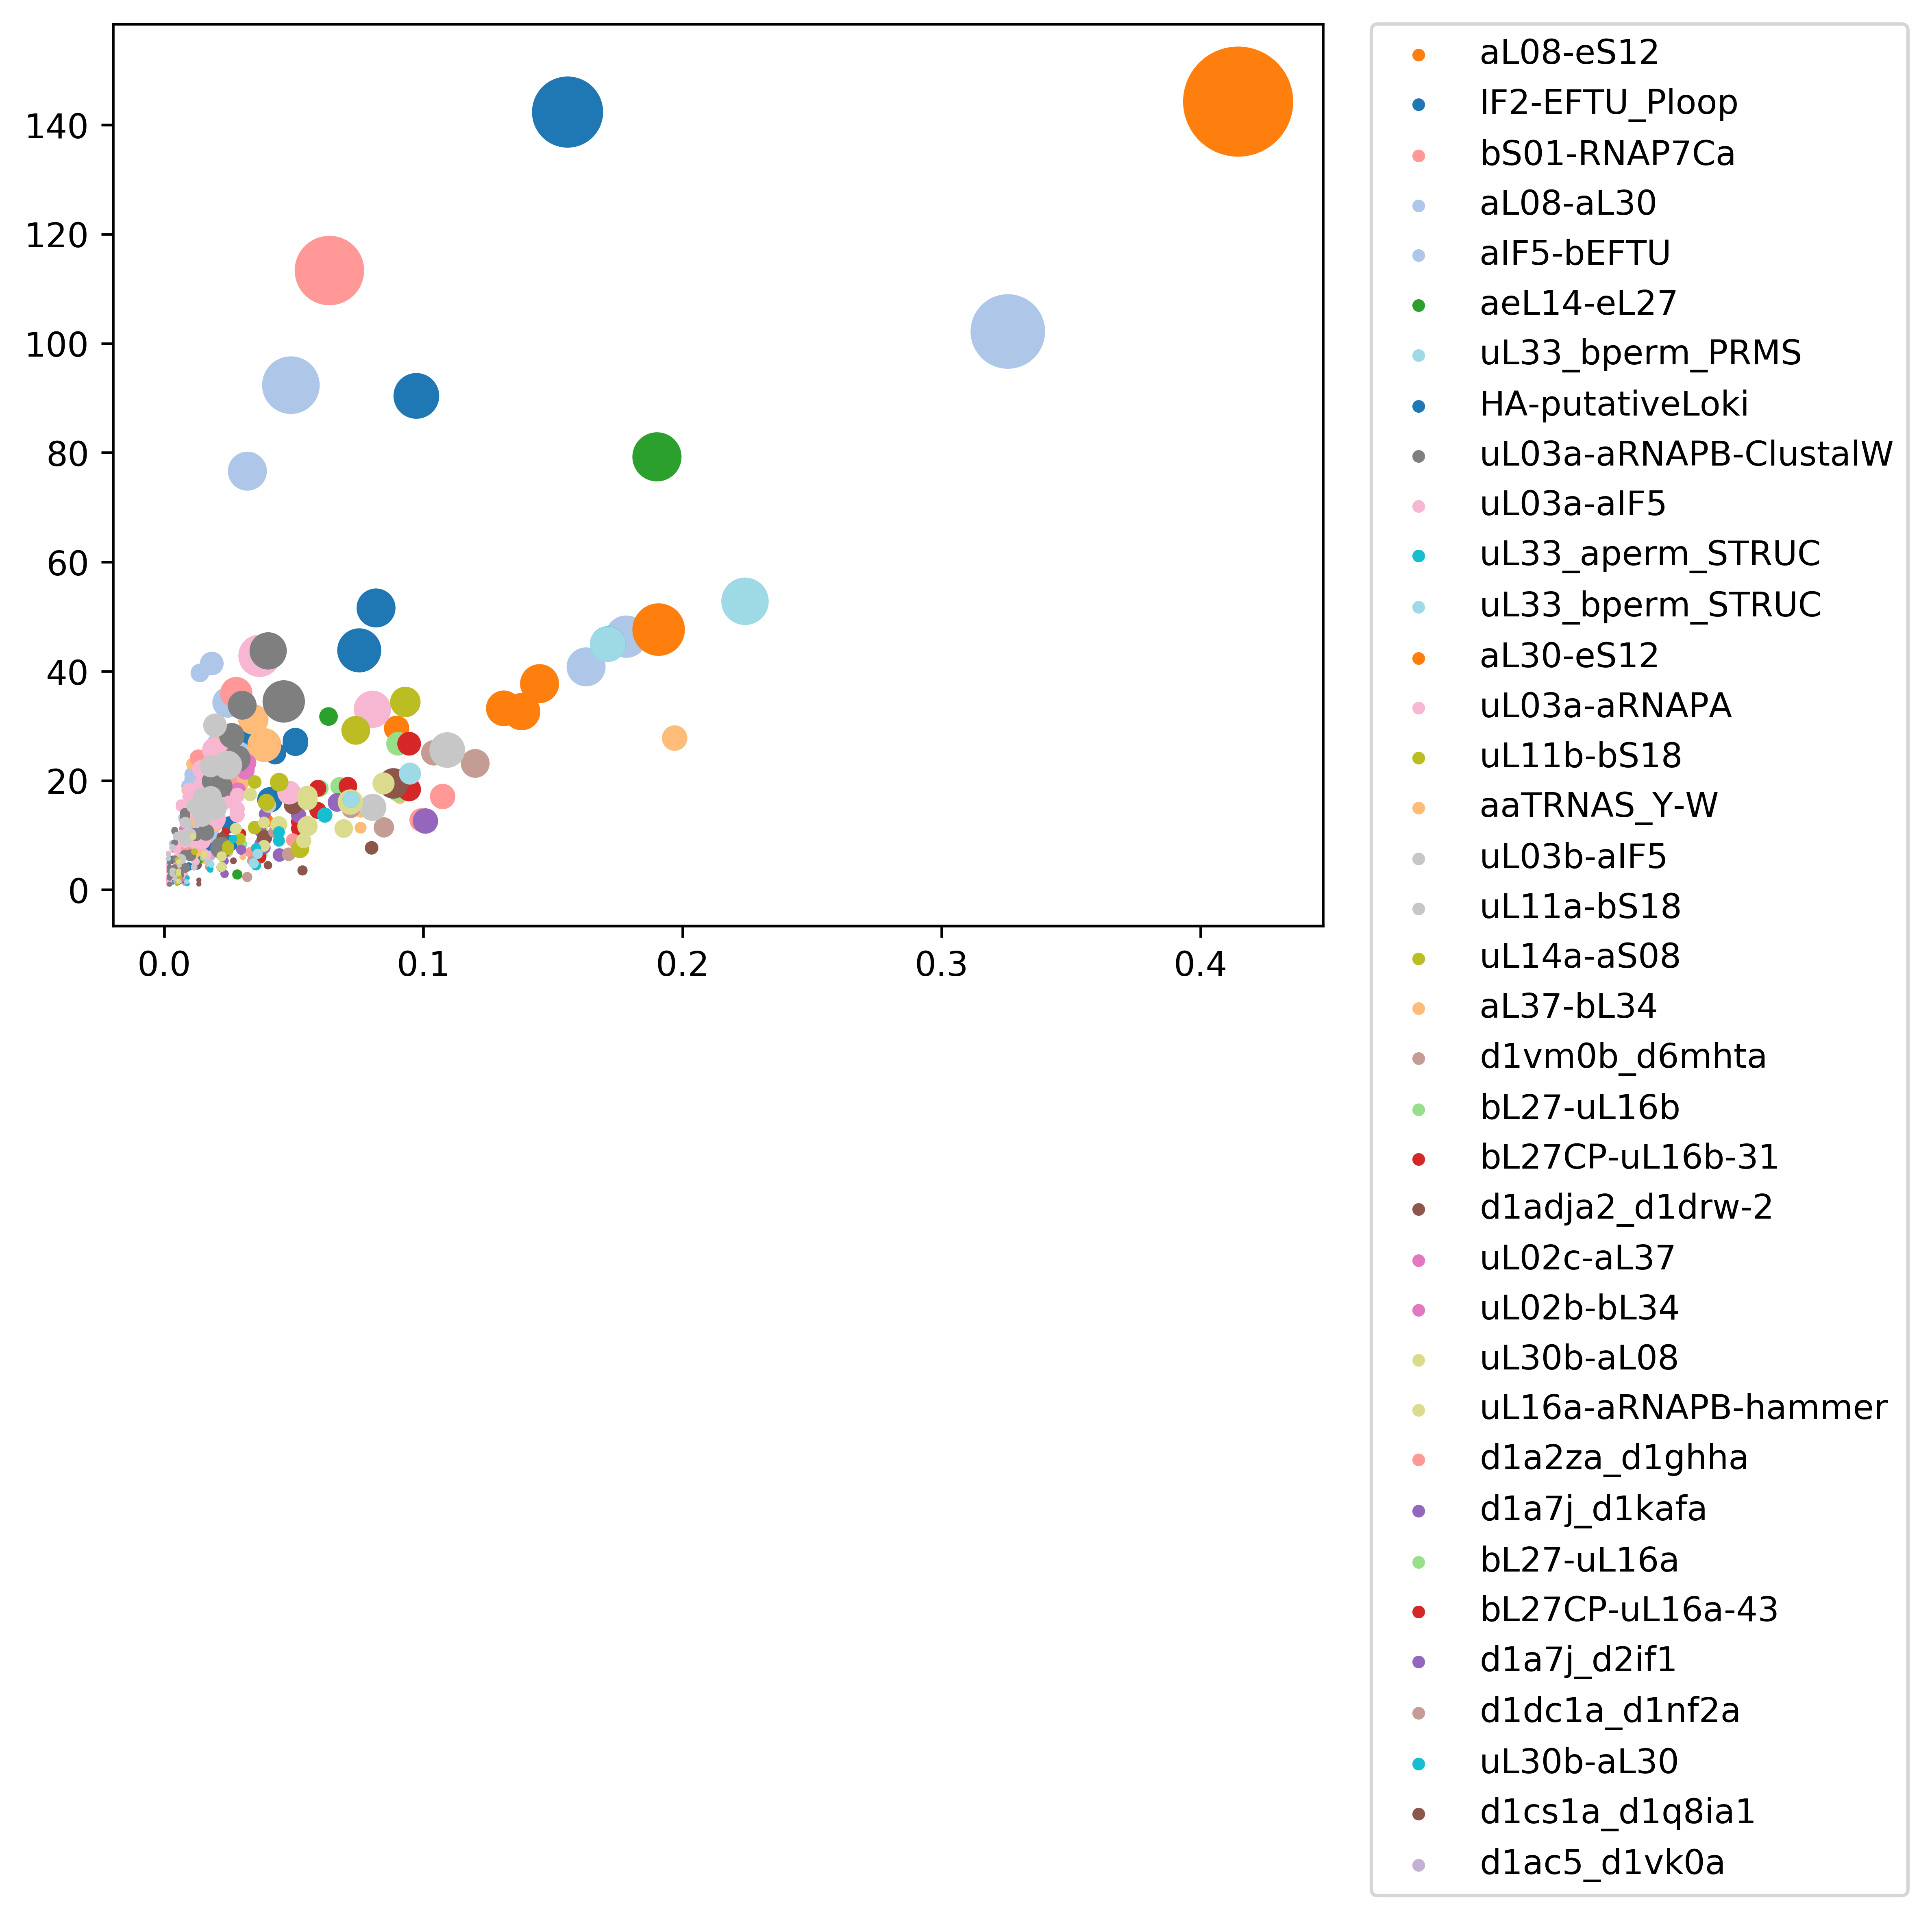 140
120
100
80
60
40
20
0
0.0 0.1 0.2 0.3 0.4
aL08-eS12
IF2-EFTU_Ploop
bS01-RNAP7Ca
aL08-aL30
aIF5-bEFTU
aeL14-eL27
uL33_bperm_PRMS
HA-putativeLoki
uL03a-aRNAPB-ClustalW
uL03a-aIF5
uL33_aperm_STRUC
uL33_bperm_STRUC
aL30-eS12
uL03a-aRNAPA
uL11b-bS18
aaTRNAS_Y-W
uL03b-aIF5
uL11a-bS18
uL14a-aS08
aL37-bL34
d1vm0b_d6mhta
bL27-uL16b
bL27CP-uL16b-31
d1adja2_d1drw-2
uL02c-aL37
uL02b-bL34
uL30b-aL08
uL16a-aRNAPB-hammer
d1a2za_d1ghha
d1a7j_d1kafa
bL27-uL16a
bL27CP-uL16a-43
d1a7j_d2if1
d1dc1a_d1nf2a
uL30b-aL30
d1cs1a_d1q8ia1
d1ac5_d1vk0a